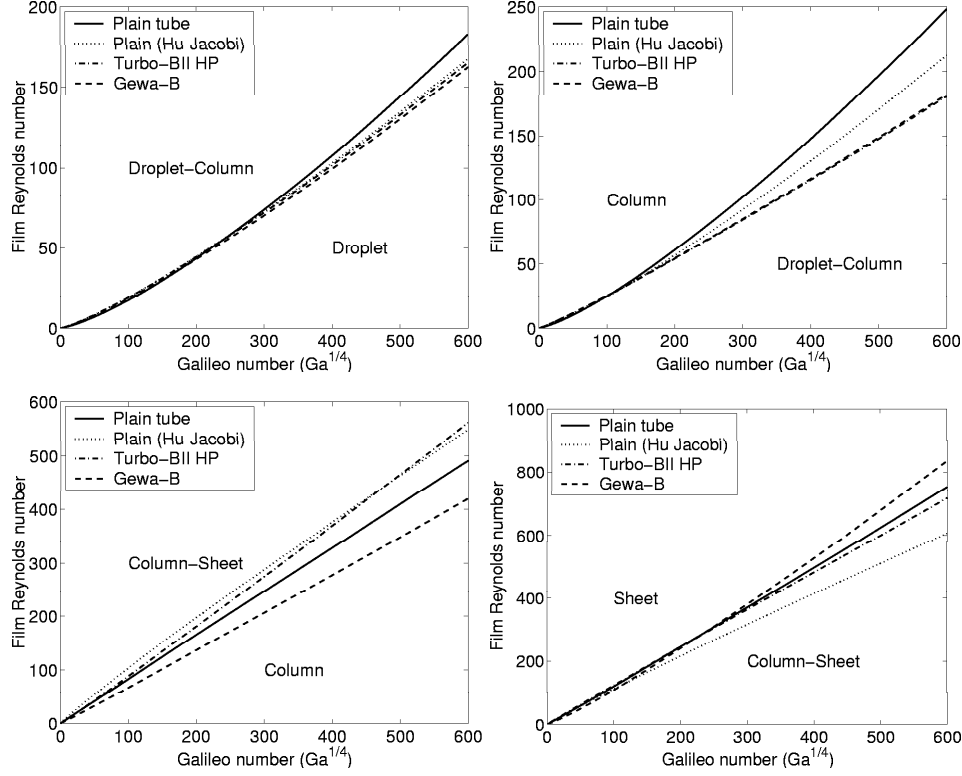 200
150
100
50
0
Film Reynolds number
Plain tube
Plain (Hu Jacobi)
Turbo-BII HP
Gewa-B
Droplet-Column
Droplet
0 100 200 300 400 500 600
Galileo number (Ga1/4)
250
200
150
100
50
0
Film Reynolds number
Plain tube
Plain (Hu Jacobi)
Turbo-BII HP
Gewa-B
Column
Droplet-Column
0 100 200 300 400 500 600
Galileo number (Ga1/4)
600
500
400
300
200
100
0
Film Reynolds number
Plain tube
Plain (Hu Jacobi)
Turbo-BII HP
Gewa-B
Column-Sheet
Column
0 100 200 300 400 500 600
Galileo number (Ga1/4)
1000
800
600
400
200
0
Film Reynolds number
Plain tube
Plain (Hu Jacobi)
Turbo-BII HP
Gewa-B
Sheet
Column-Sheet
0 100 200 300 400 500 600
Galileo number (Ga1/4)